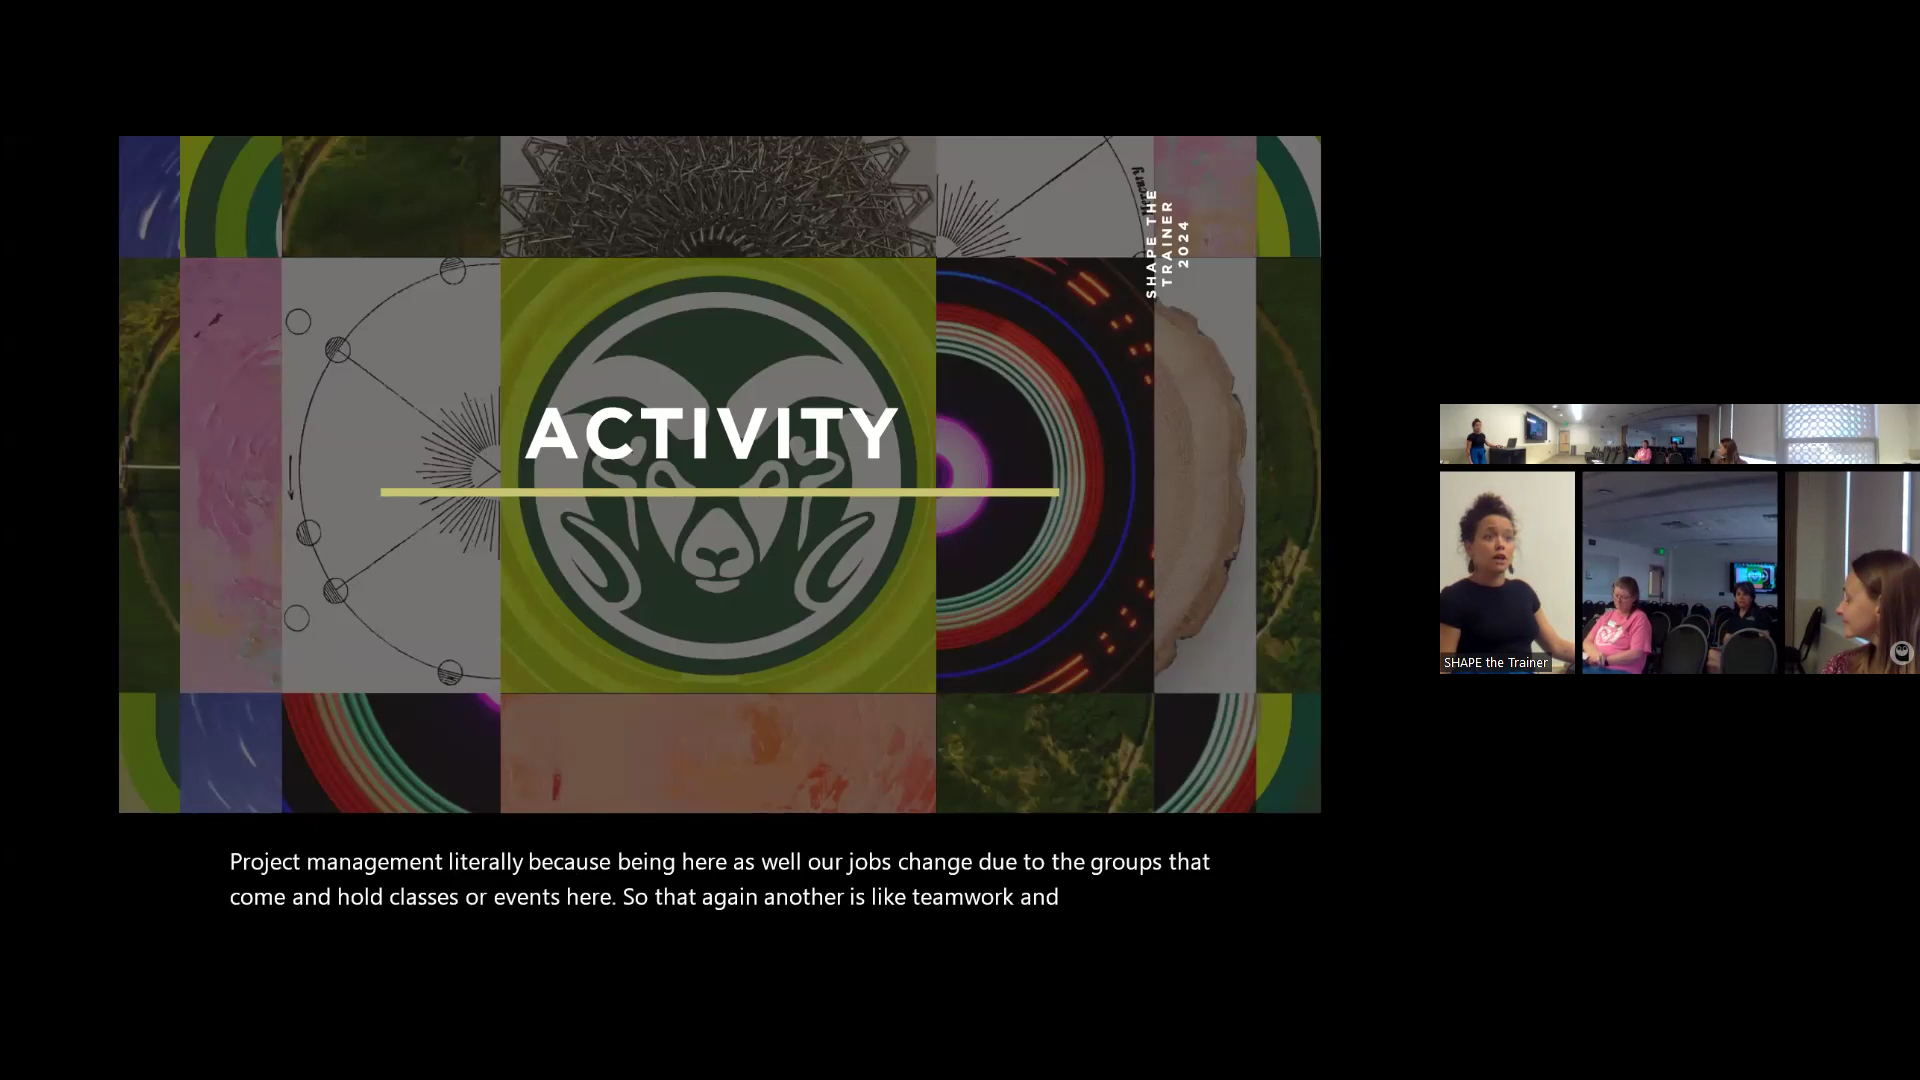 Mercury
SHAPE THE
TRAINER
2024
ACTIVITY
SHAPE the Trainer
Project management literally because being here as well our jobs change due to the groups that
come and hold classes or events here. So that again another is like teamwork and